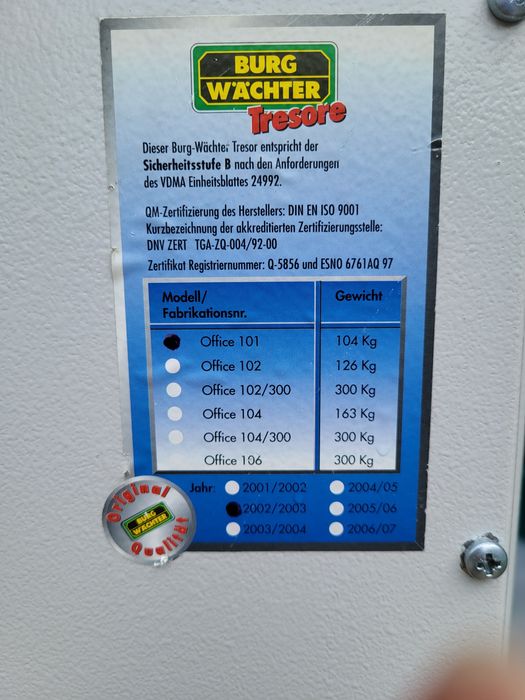 BURG
WÄCHTER
Tresore
Dieser Burg-Wächter Tresor entspricht der
Sicherheitsstufe B nach den Anforderungen
des VDMA Einheitsblattes 24992.
QM-Zertifizierung des Herstellers: DIN EN ISO 9001
Kurzbezeichnung der akkreditierten Zertifizierungsstelle:
DNV ZERT TGA-ZQ-004/92-00
Zertifikat Registriernummer: Q-5856 und ESNO 6761AQ 97
Modell/ Gewicht
Fabrikationsnr.
Office 101 104 Kg
Office 102 126 Kg
Office 102/300 300 Kg
Office 104 163 Kg
Office 104/300 300 Kg
Office 106 300 Kg
Jahr: 2001/2002 2004/05
2002/2003 2005/06
2003/2004 2006/07
Original
BURG
WÄCHTER
Qualität